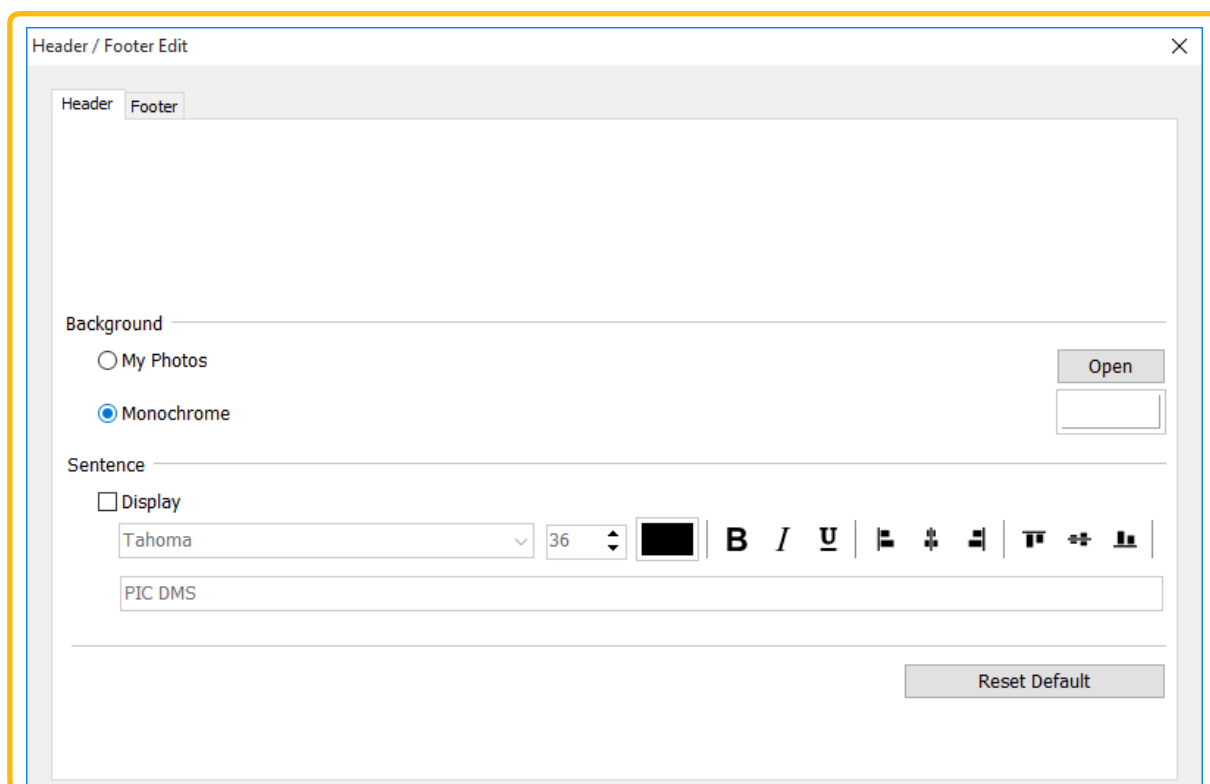 Header / Footer Edit
Header Footer
Background
My Photos
Open
Monochrome
Sentence
Display
Tahoma 36 B I U
PIC DMS
Reset Default